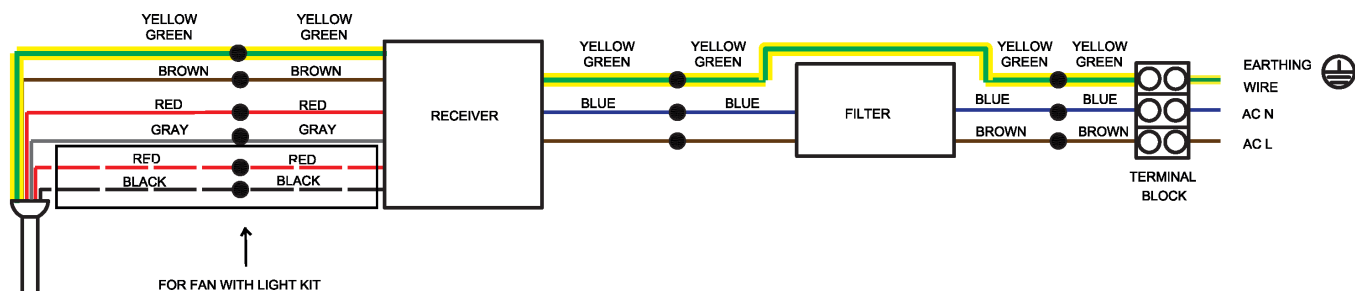 YELLOW
GREEN
YELLOW
GREEN
BROWN
BROWN
RED
RED
GRAY
GRAY
RED
RED
BLACK
BLACK
FOR FAN WITH LIGHT KIT
RECEIVER
YELLOW
GREEN
YELLOW
GREEN
BLUE
BLUE
FILTER
YELLOW
GREEN
YELLOW
GREEN
BLUE
BLUE
BROWN
BROWN
TERMINAL
BLOCK
EARTHING
WIRE
AC N
AC L